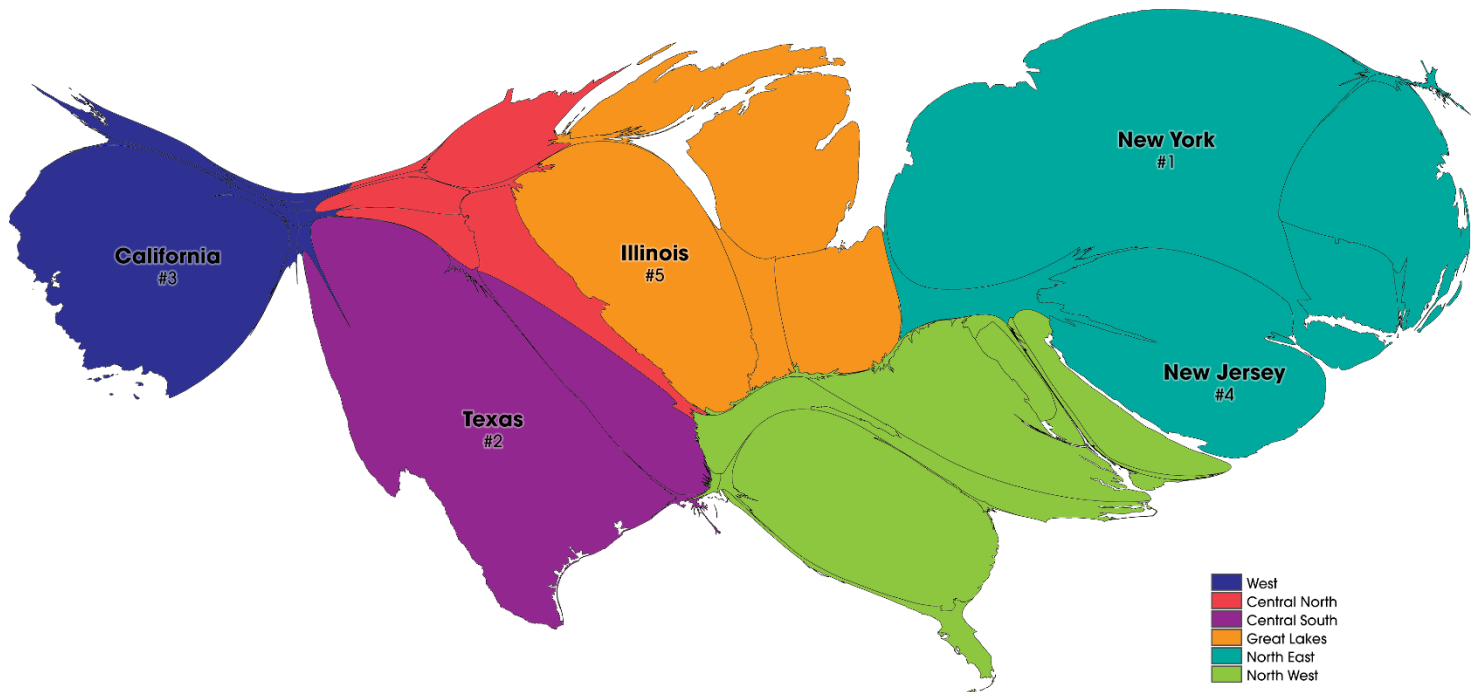 New York
#1
California
#3
Illinois
#5
New Jersey
#4
Texas
#2
West
Central North
Central South
Great Lakes
North East
North West